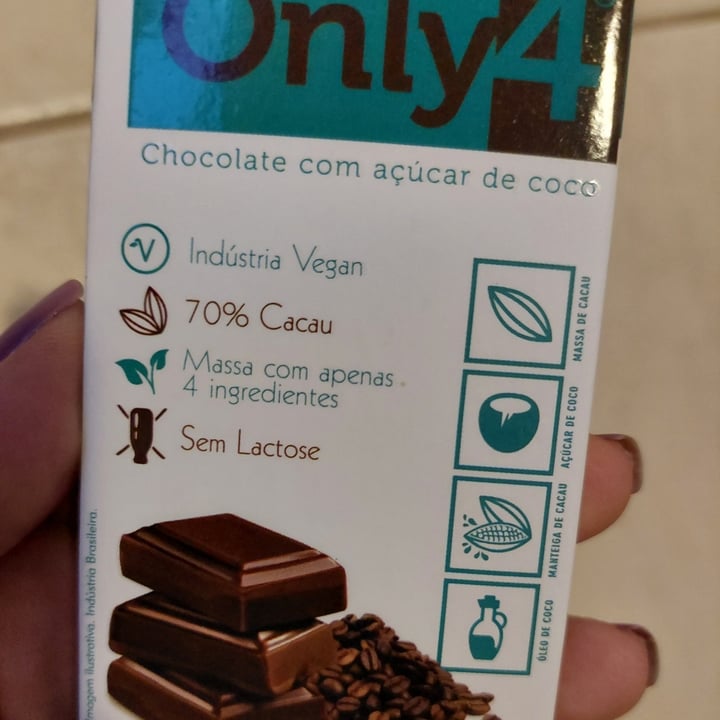 Only4
Chocolate com açúcar de coco
Indústria Vegan
70% Cacau
Massa com apenas
4 ingredientes
Sem Lactose
MASSA DE CACAU
AÇÚCAR DE COCO
MANTEIGA DE CACAU
ÓLEO DE COCO
Imagem ilustrativa. Indústria Brasileira.